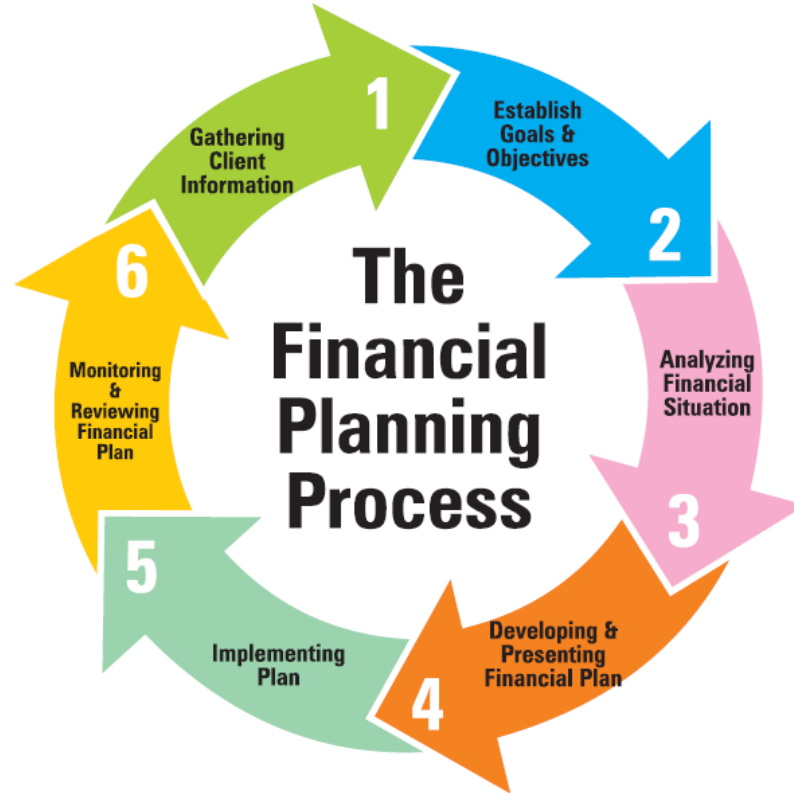 The
Financial
Planning
Process
1
Gathering
Client
Information
2
Establish
Goals &
Objectives
3
Analyzing
Financial
Situation
4
Developing &
Presenting
Financial Plan
5
Implementing
Plan
6
Monitoring
&
Reviewing
Financial
Plan